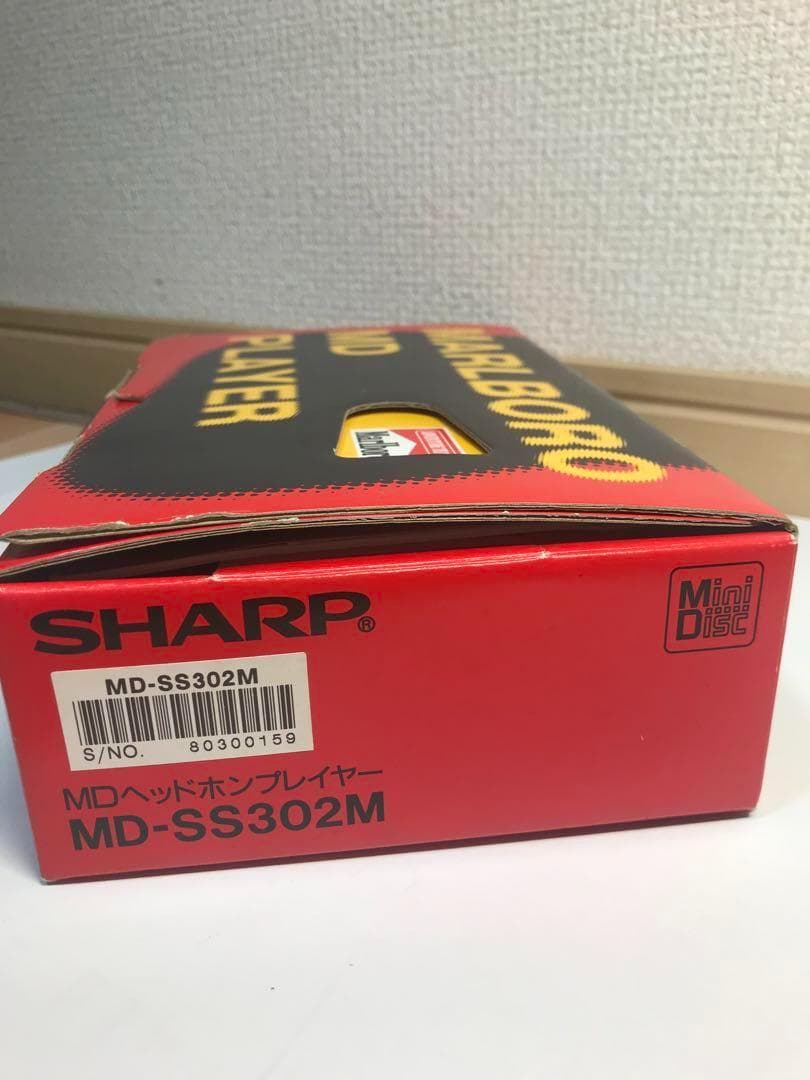 MARLBORO
MD
PLAYER
SHARP®
Mini
Disc
MD-SS302M
S/NO. 80300159
MDヘッドホンプレイヤー
MD-SS302M